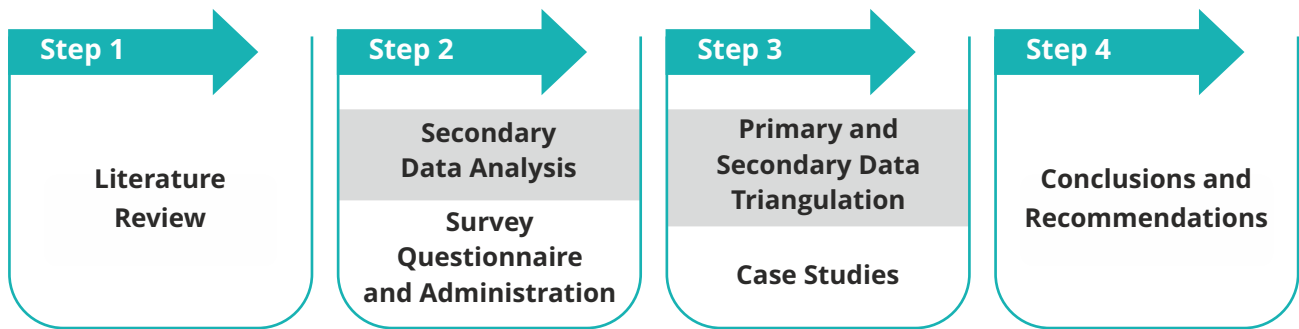 Step 1
Literature
Review
Step 2
Secondary
Data Analysis
Survey
Questionnaire
and Administration
Step 3
Primary and
Secondary Data
Triangulation
Case Studies
Step 4
Conclusions and
Recommendations